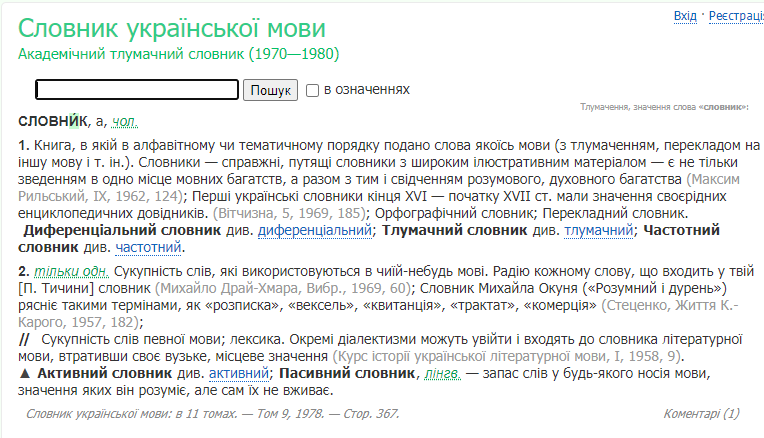 Словник української мови
Вхід · Реєстрація
Академічний тлумачний словник (1970—1980)
Пошук в означеннях
Тлумачення, значення слова «словник»:
СЛОВНИ́К, а, чол.
1. Книга, в якій в алфавітному чи тематичному порядку подано слова якоїсь мови (з тлумаченням, перекладом на
іншу мову і т. ін.). Словники — справжні, путящі словники з широким ілюстративним матеріалом — є не тільки
зведенням в одно місце мовних багатств, а разом з тим і свідченням розумового, духовного багатства (Максим
Рильський, IX, 1962, 124); Перші українські словники кінця XVI — початку XVII ст. мали значення своєрідних
енциклопедичних довідників. (Вітчизна, 5, 1969, 185); Орфографічний словник; Перекладний словник.
Диференціальний словник див. диференціальний; Тлумачний словник див. тлумачний; Частотний
словник див. частотний.
2. тільки одн. Сукупність слів, які використовуються в чиїй-небудь мові. Радію кожному слову, що входить у твій
[П. Тичини] словник (Михайло Драй-Хмара, Вибр., 1969, 60); Словник Михайла Окуня («Розумний і дурень»)
рясніє такими термінами, як «розписка», «вексель», «квитанція», «трактат», «комерція» (Стеценко, Життя К.-
Карого, 1957, 182);
// Сукупність слів певної мови; лексика. Окремі діалектизми можуть увійти і входять до словника літературної
мови, втративши своє вузьке, місцеве значення (Курс історії української літературної мови, I, 1958, 9).
▲ Активний словник див. активний; Пасивний словник, лінгв. — запас слів у будь-якого носія мови,
значення яких він розуміє, але сам їх не вживає.
Словник української мови: в 11 томах. — Том 9, 1978. — Стор. 367.
Коментарі (1)